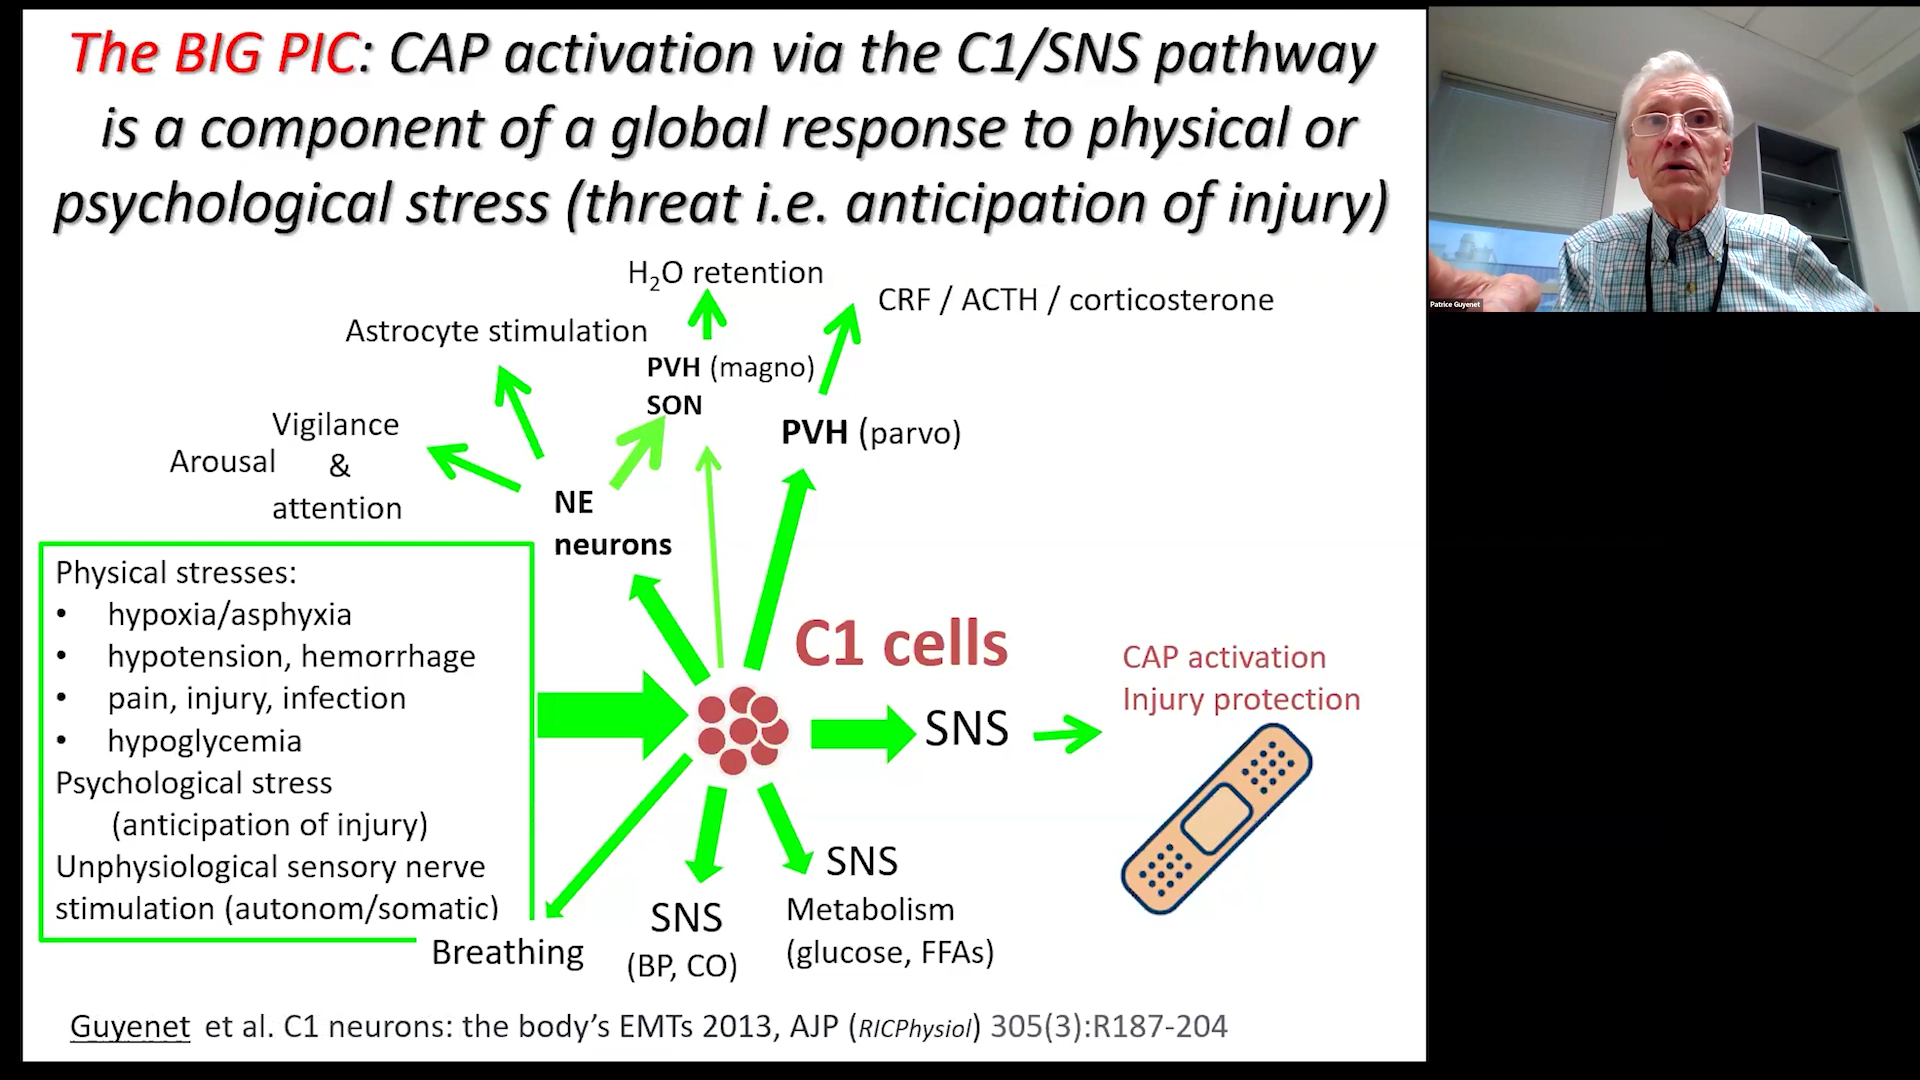 The BIG PIC: CAP activation via the C1/SNS pathway
is a component of a global response to physical or
psychological stress (threat i.e. anticipation of injury)
H₂O retention
CRF / ACTH / corticosterone
Astrocyte stimulation
PVH (magno)
SON
PVH (parvo)
Vigilance
Arousal &
attention
NE
neurons
Physical stresses:
• hypoxia/asphyxia
• hypotension, hemorrhage
• pain, injury, infection
• hypoglycemia
Psychological stress
(anticipation of injury)
Unphysiological sensory nerve
stimulation (autonom/somatic)
C1 cells
SNS
CAP activation
Injury protection
Breathing
SNS
(BP, CO)
SNS
Metabolism
(glucose, FFAs)
Guyenet et al. C1 neurons: the body’s EMTs 2013, AJP (RICPhysiol) 305(3):R187-204
Patrice Guyenet